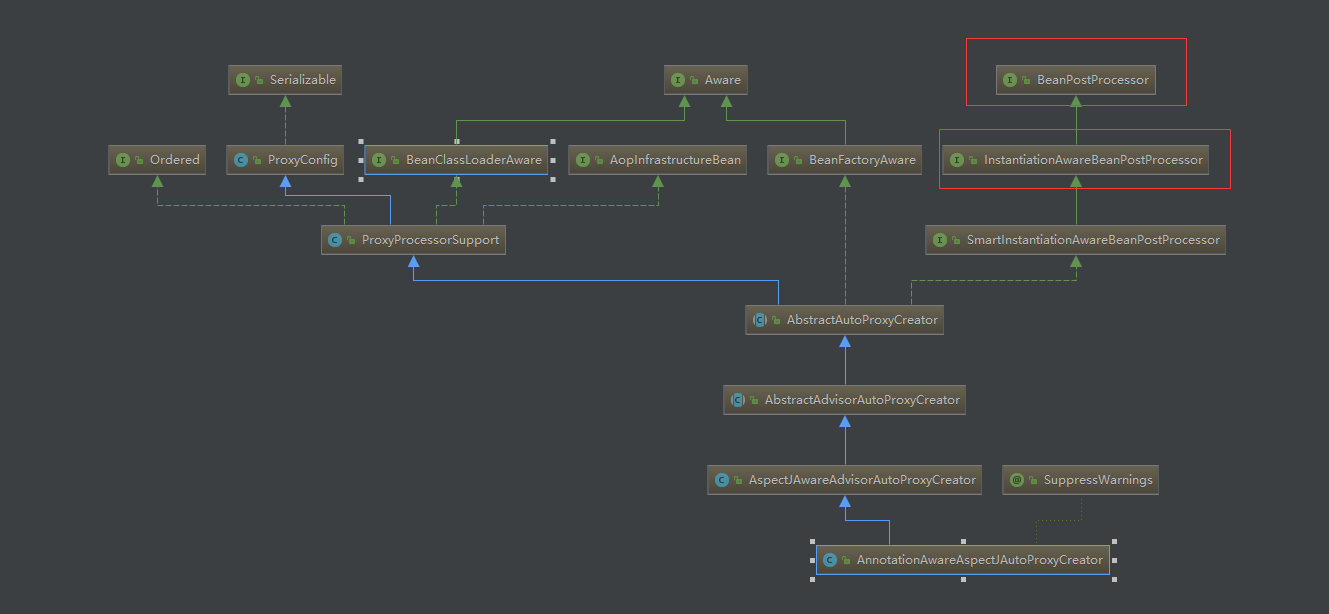 Serializable
Aware
BeanPostProcessor
Ordered
ProxyConfig
BeanClassLoaderAware
AopInfrastructureBean
BeanFactoryAware
InstantiationAwareBeanPostProcessor
ProxyProcessorSupport
SmartInstantiationAwareBeanPostProcessor
AbstractAutoProxyCreator
AbstractAdvisorAutoProxyCreator
AspectJAwareAdvisorAutoProxyCreator
SuppressWarnings
AnnotationAwareAspectJAutoProxyCreator